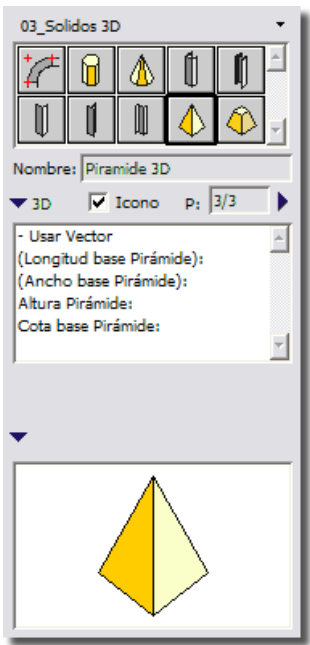 03_Solidos 3D
Nombre: Piramide 3D
3D Icono P: 3/3
- Usar Vector
(Longitud base Pirámide):
(Ancho base Pirámide):
Altura Pirámide:
Cota base Pirámide: